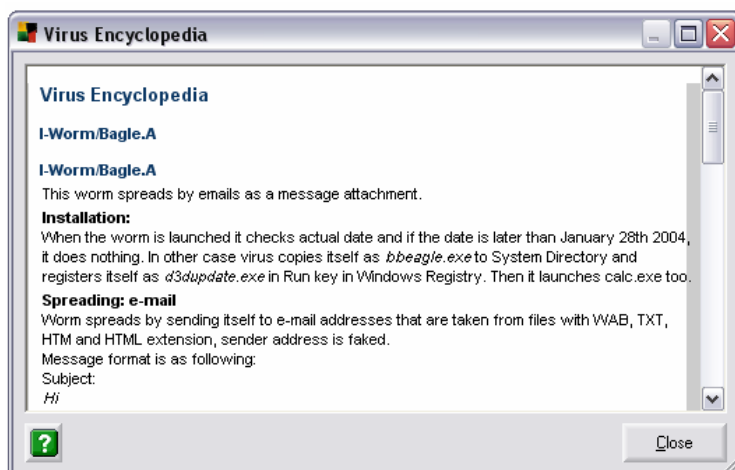 Virus Encyclopedia
Virus Encyclopedia
I-Worm/Bagle.A
I-Worm/Bagle.A
This worm spreads by emails as a message attachment.
Installation:
When the worm is launched it checks actual date and if the date is later than January 28th 2004,
it does nothing. In other case virus copies itself as bbeagle.exe to System Directory and
registers itself as d3dupdate.exe in Run key in Windows Registry. Then it launches calc.exe too.
Spreading: e-mail
Worm spreads by sending itself to e-mail addresses that are taken from files with WAB, TXT,
HTM and HTML extension, sender address is faked.
Message format is as following:
Subject:
Hi
?
Close